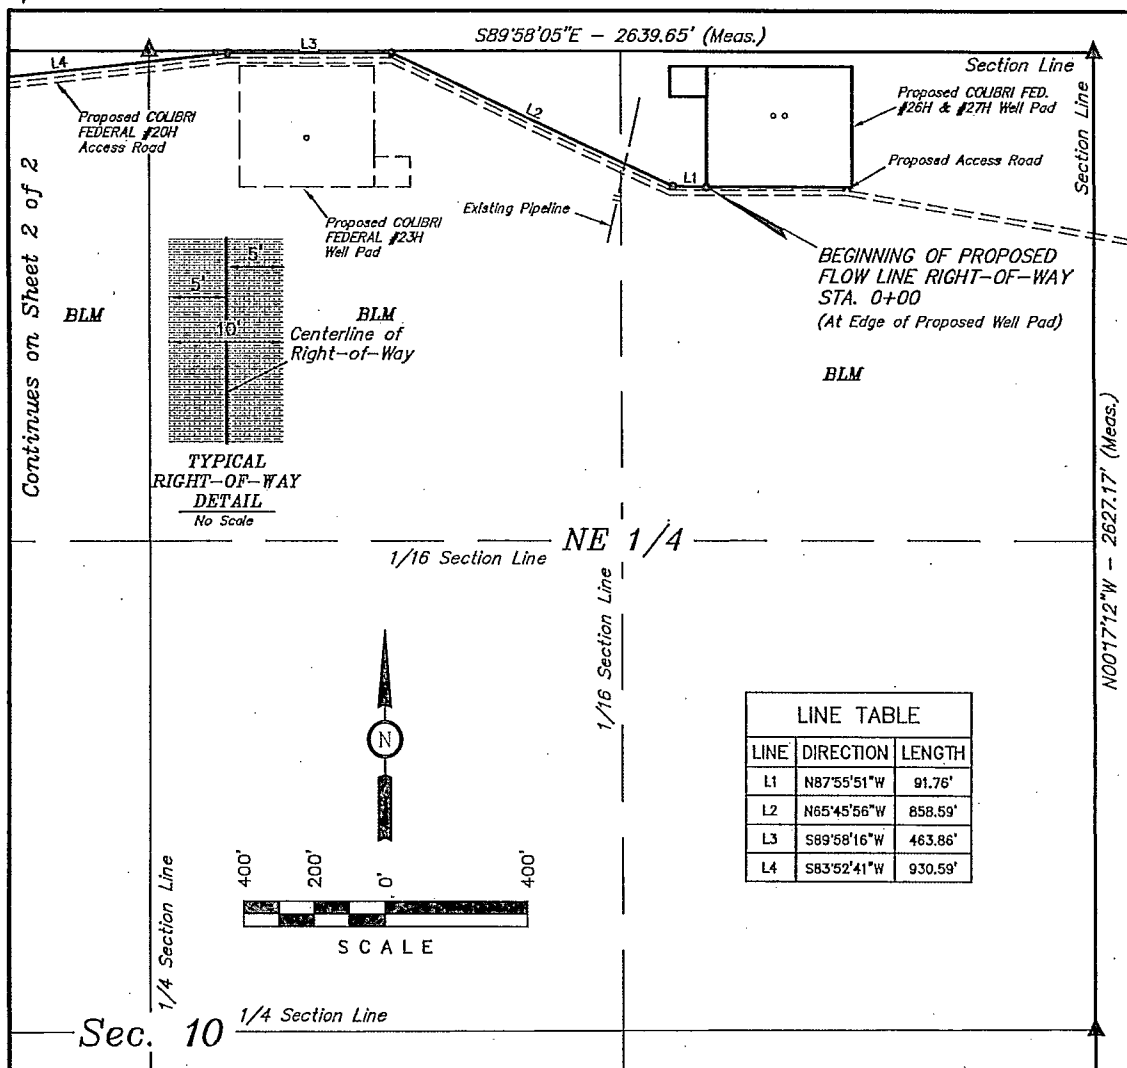 S89°58'05"E - 2639.65' (Meas.)
L3
L4
Section Line
Proposed COLIBRI
FEDERAL #20H
Access Road
L2
Proposed COLIBRI FED.
#26H & #27H Well Pad
Section Line
L1
Proposed Access Road
Existing Pipeline
Proposed COLIBRI
FEDERAL #23H
Well Pad
Continues on Sheet 2 of 2
BEGINNING OF PROPOSED
FLOW LINE RIGHT-OF-WAY
STA. 0+00
(At Edge of Proposed Well Pad)
5'
5'
10'
BLM
BLM
BLM
Centerline of
Right-of-Way
TYPICAL
RIGHT-OF-WAY
DETAIL
No Scale
N00°17'12"W - 2627.17' (Meas.)
NE 1/4
1/16 Section Line
1/16 Section Line
N
LINE TABLE
LINE DIRECTION LENGTH
L1 N87°55'51"W 91.76'
L2 N65°45'56"W 858.59'
L3 S89°58'16"W 463.86'
L4 S83°52'41"W 930.59'
400' 200' 0' 400'
SCALE
1/4 Section Line
1/4 Section Line
Sec. 10